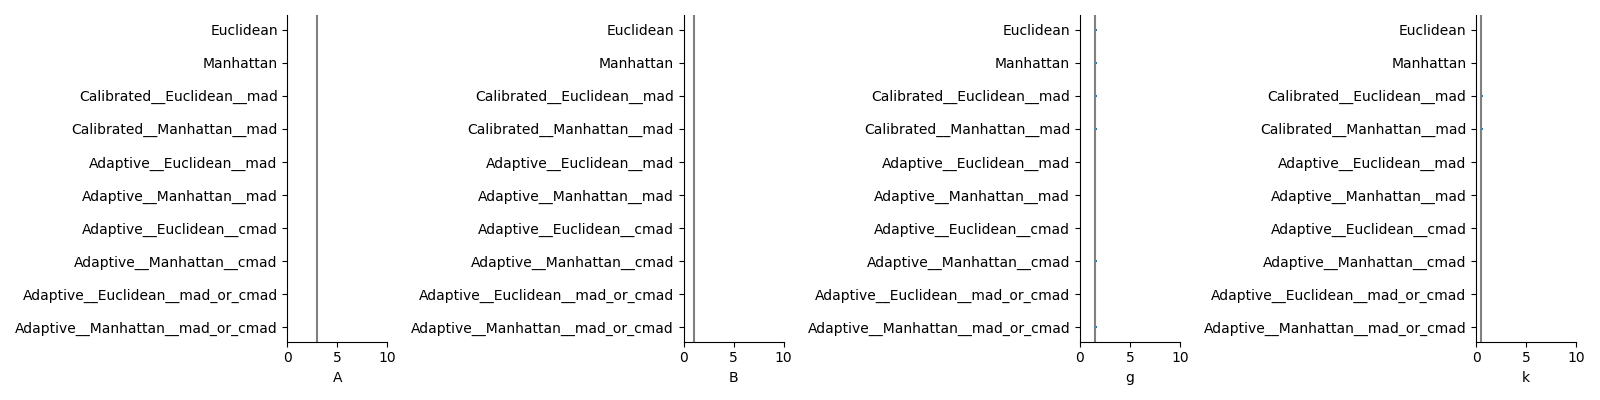 Euclidean
Manhattan
Calibrated__Euclidean__mad
Calibrated__Manhattan__mad
Adaptive__Euclidean__mad
Adaptive__Manhattan__mad
Adaptive__Euclidean__cmad
Adaptive__Manhattan__cmad
Adaptive__Euclidean__mad_or_cmad
Adaptive__Manhattan__mad_or_cmad
0 5 10
A
Euclidean
Manhattan
Calibrated__Euclidean__mad
Calibrated__Manhattan__mad
Adaptive__Euclidean__mad
Adaptive__Manhattan__mad
Adaptive__Euclidean__cmad
Adaptive__Manhattan__cmad
Adaptive__Euclidean__mad_or_cmad
Adaptive__Manhattan__mad_or_cmad
0 5 10
B
Euclidean
Manhattan
Calibrated__Euclidean__mad
Calibrated__Manhattan__mad
Adaptive__Euclidean__mad
Adaptive__Manhattan__mad
Adaptive__Euclidean__cmad
Adaptive__Manhattan__cmad
Adaptive__Euclidean__mad_or_cmad
Adaptive__Manhattan__mad_or_cmad
0 5 10
g
Euclidean
Manhattan
Calibrated__Euclidean__mad
Calibrated__Manhattan__mad
Adaptive__Euclidean__mad
Adaptive__Manhattan__mad
Adaptive__Euclidean__cmad
Adaptive__Manhattan__cmad
Adaptive__Euclidean__mad_or_cmad
Adaptive__Manhattan__mad_or_cmad
0 5 10
k